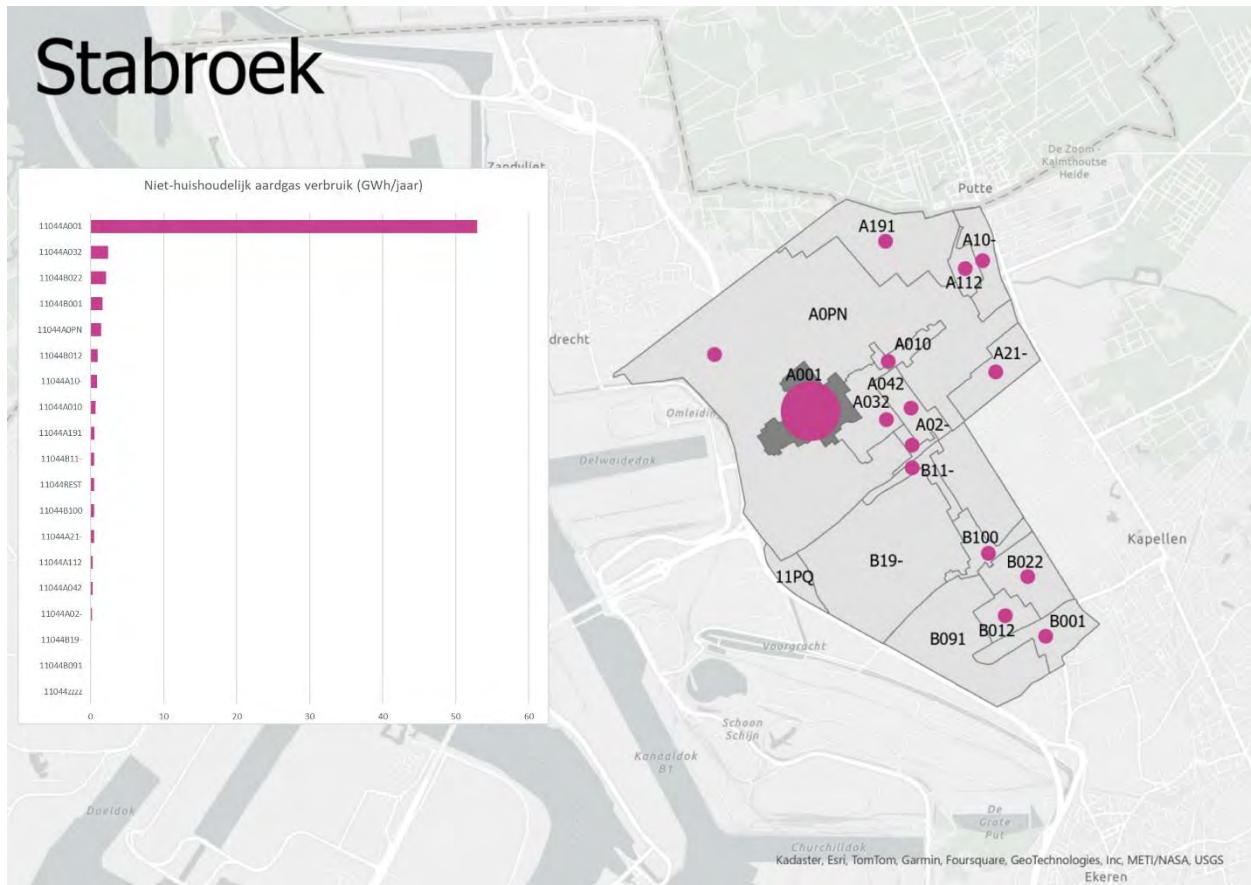 Stabroek
Zandvliet
De Zoom -
Kalmthoutse
Heide
Putte
Niet-huishoudelijk aardgas verbruik (GWh/jaar)
11044A001
11044A032
11044B022
11044B001
11044A0PN
11044B012
11044A10-
11044A010
11044A191
11044B11-
11044REST
11044B100
11044A21-
11044A112
11044A042
11044A02-
11044B19-
11044B091
11044zzzz
0 10 20 30 40 50 60
A191
A10-
A112
A0PN
drecht
A010
A21-
A001
A042
A032
Omleiding
A02-
Delwaidedok
B11-
B100
Kapellen
B19-
B022
11PQ
B012
B001
B091
Voorgracht
Schoon
Schijn
Kanaaldok
B1
Doeldok
De
Grote
Put
Churchilldok
Kadaster, Esri, TomTom, Garmin, Foursquare, GeoTechnologies, Inc, METI/NASA, USGS
Ekeren